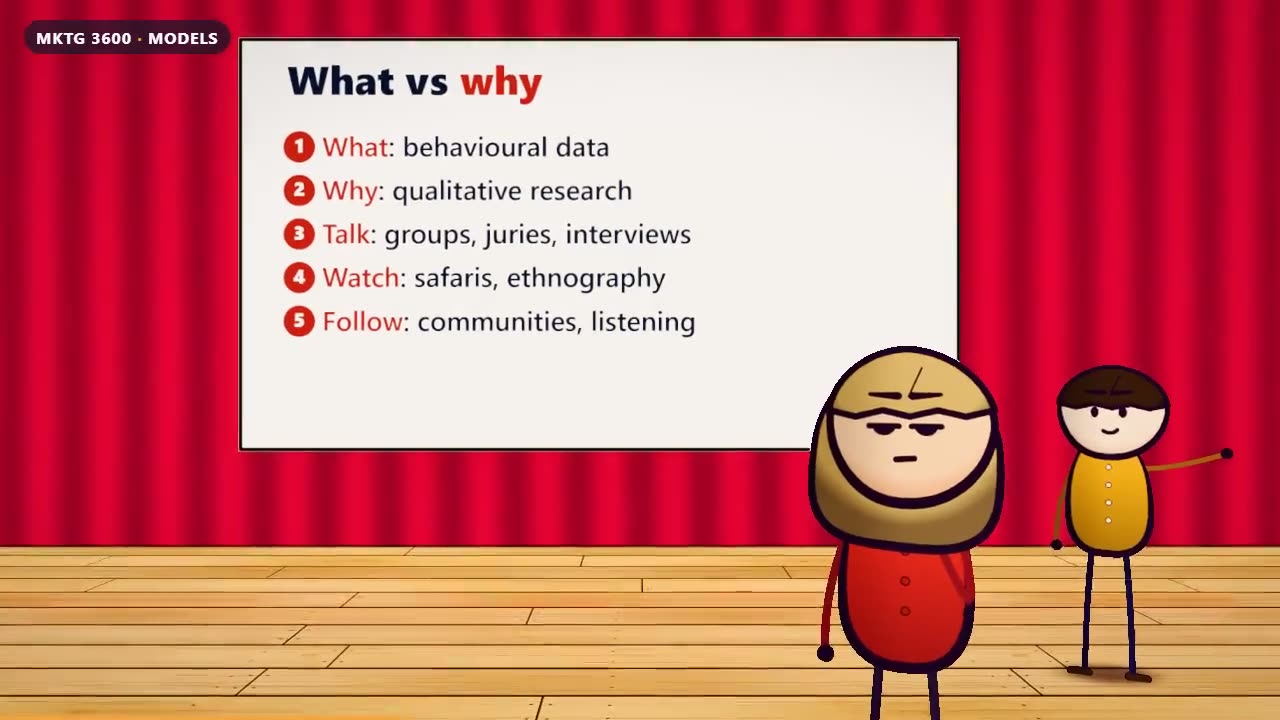 MKTG 3600 · MODELS
What vs why
1 What: behavioural data
2 Why: qualitative research
3 Talk: groups, juries, interviews
4 Watch: safaris, ethnography
5 Follow: communities, listening